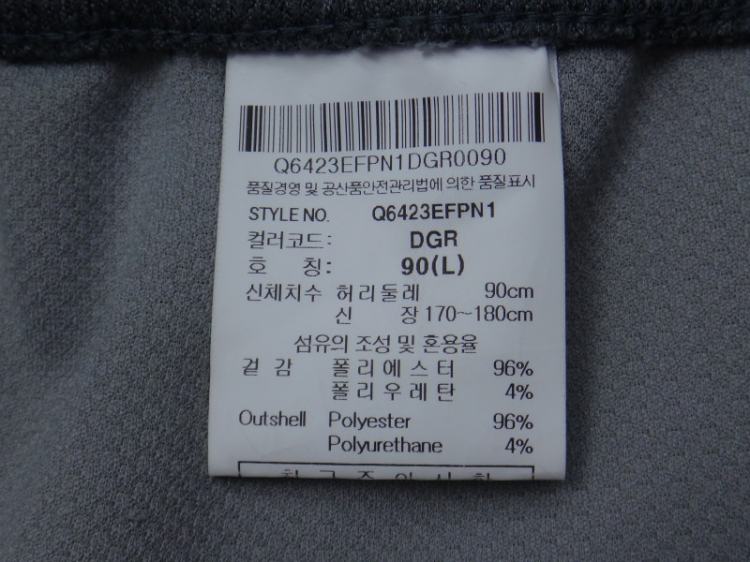 Q6423EFPN1DGR0090
품질경영 및 공산품안전관리법에 의한 품질표시
STYLE NO. Q6423EFPN1
컬러코드: DGR
호 칭: 90(L)
신체치수 허리둘레 90cm
신 장 170~180cm
섬유의 조성 및 혼용율
겉 감 폴리에스터 96%
폴리우레탄 4%
Outshell Polyester 96%
Polyurethane 4%